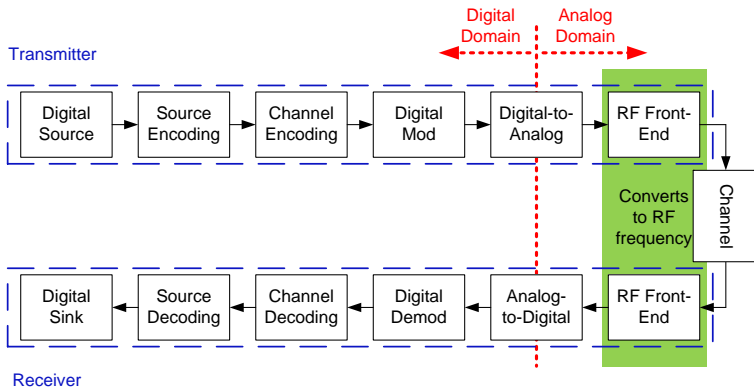 Digital
Domain
Analog
Domain
Transmitter
Digital
Source
Source
Encoding
Channel
Encoding
Digital
Mod
Digital-to-
Analog
RF Front-
End
Converts
to RF
frequency
Channel
Digital
Sink
Source
Decoding
Channel
Decoding
Digital
Demod
Analog-
to-Digital
RF Front-
End
Receiver